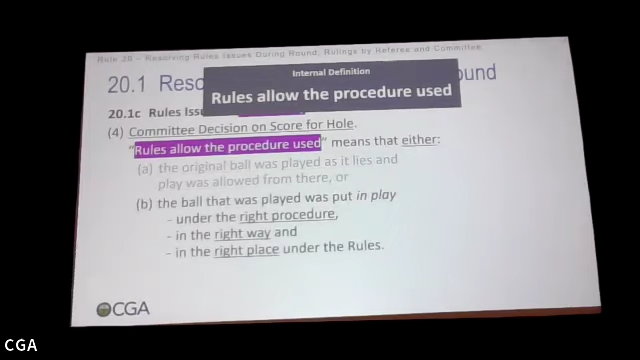 Rule 20 – Resolving Rules Issues During Round; Rulings by Referee and Committee
20.1 Reso
ound
Internal Definition
Rules allow the procedure used
20.1c Rules Issu
(4) Committee Decision on Score for Hole.
"Rules allow the procedure used" means that either:
(a) the original ball was played as it lies and
play was allowed from there, or
(b) the ball that was played was put in play
- under the right procedure,
- in the right way and
- in the right place under the Rules.
CGA
CGA